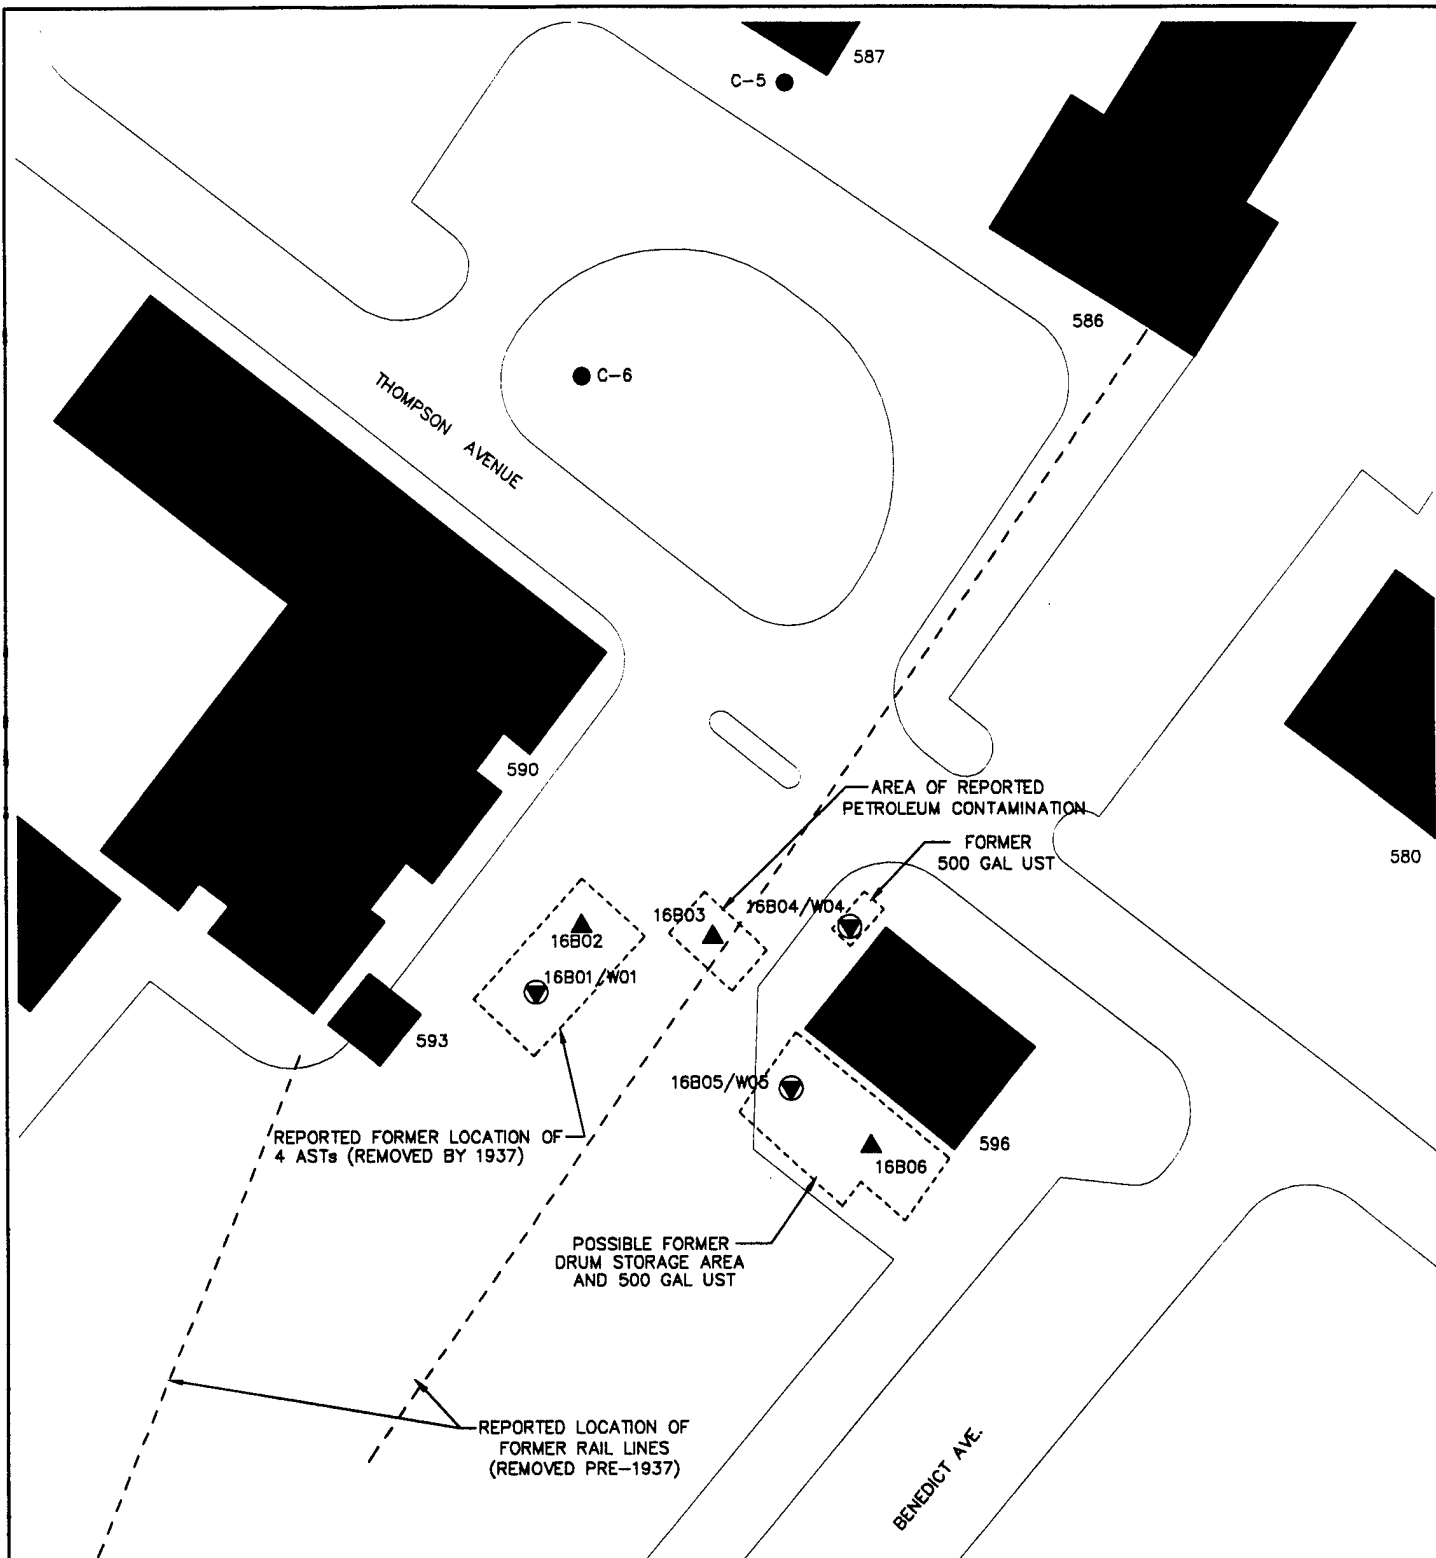 587
C-5
586
C-6
THOMPSON AVENUE
590
AREA OF REPORTED
PETROLEUM CONTAMINATION
FORMER
500 GAL UST
580
16B03
16B04/W04
16B02
16B01/W01
593
16B05/W05
REPORTED FORMER LOCATION OF
4 ASTs (REMOVED BY 1937)
596
16B06
POSSIBLE FORMER
DRUM STORAGE AREA
AND 500 GAL UST
REPORTED LOCATION OF
FORMER RAIL LINES
(REMOVED PRE-1937)
BENEDICT AVE.